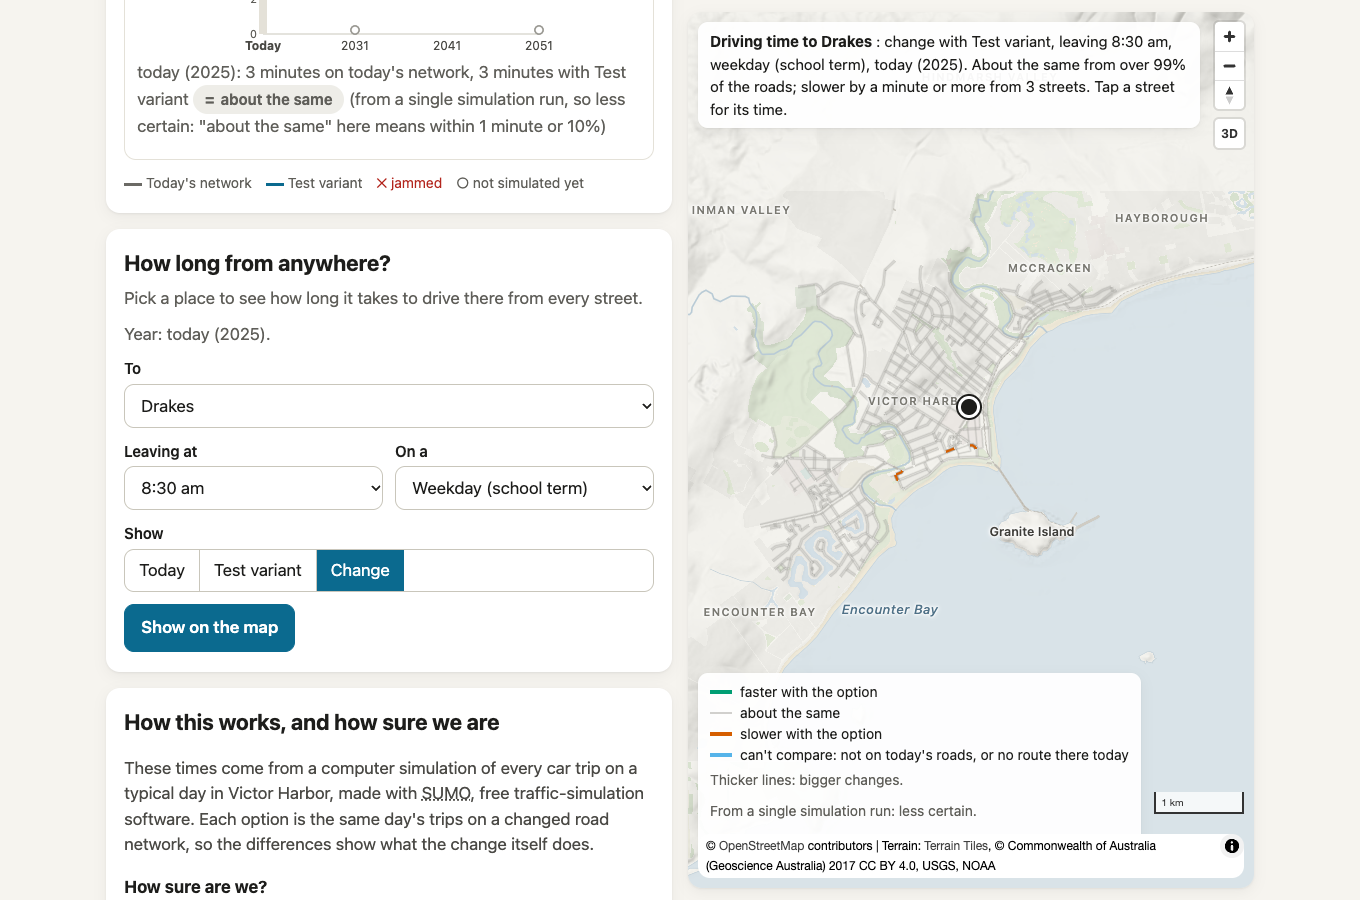 2
0
Today 2031 2041 2051
today (2025): 3 minutes on today's network, 3 minutes with Test
variant = about the same (from a single simulation run, so less
certain: "about the same" here means within 1 minute or 10%)
Today's network Test variant jammed not simulated yet
How long from anywhere?
Pick a place to see how long it takes to drive there from every street.
Year: today (2025).
To
Drakes
Leaving at On a
8:30 am Weekday (school term)
Show
Today Test variant Change
Show on the map
How this works, and how sure we are
These times come from a computer simulation of every car trip on a
typical day in Victor Harbor, made with SUMO, free traffic-simulation
software. Each option is the same day's trips on a changed road
network, so the differences show what the change itself does.
How sure are we?
Driving time to Drakes : change with Test variant, leaving 8:30 am,
weekday (school term), today (2025). About the same from over 99%
of the roads; slower by a minute or more from 3 streets. Tap a street
for its time.
3D
INMAN VALLEY
HAYBOROUGH
MCCRACKEN
VICTOR HARB
Granite Island
ENCOUNTER BAY
Encounter Bay
faster with the option
about the same
slower with the option
can't compare: not on today's roads, or no route there today
Thicker lines: bigger changes.
From a single simulation run: less certain.
1 km
© OpenStreetMap contributors | Terrain: Terrain Tiles, © Commonwealth of Australia
(Geoscience Australia) 2017 CC BY 4.0, USGS, NOAA